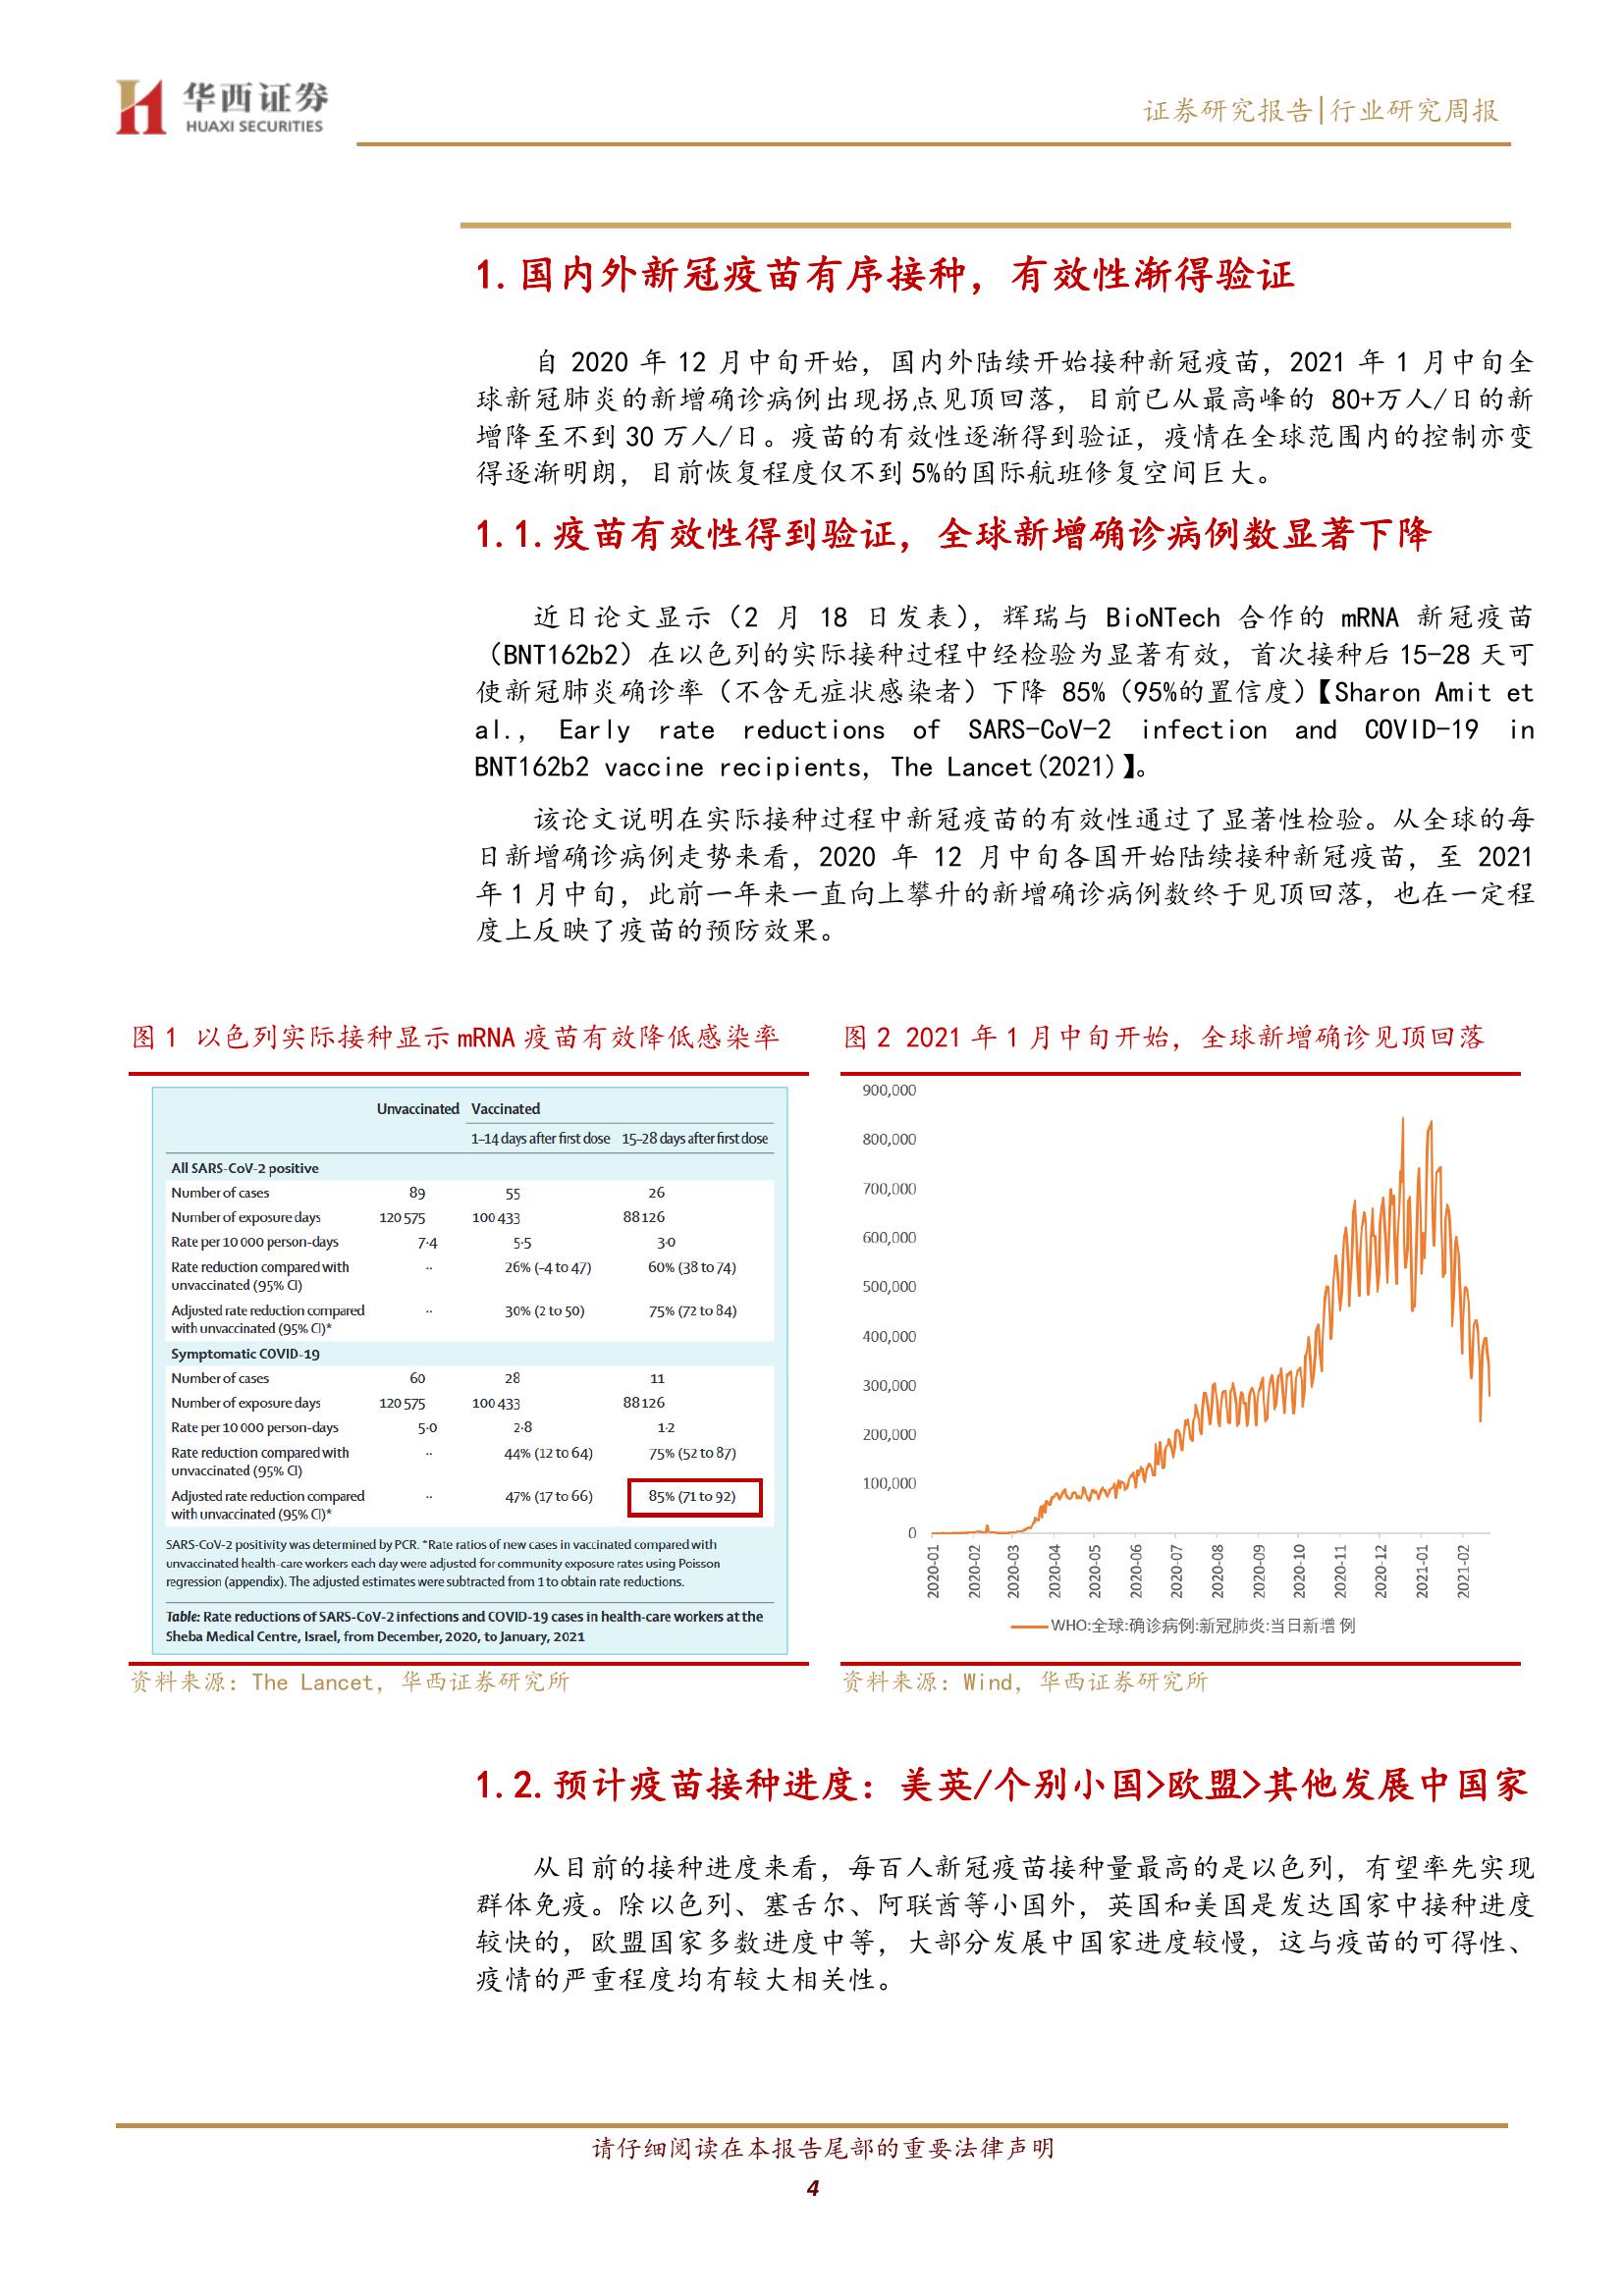 华西证券
HUAXI SECURITIES
证券研究报告|行业研究周报
1.国内外新冠疫苗有序接种，有效性渐得验证
自 2020 年 12 月中旬开始，国内外陆续开始接种新冠疫苗，2021 年 1 月中旬全
球新冠肺炎的新增确诊病例出现拐点见顶回落，目前已从最高峰的 80+万人/日的新
增降至不到 30 万人/日。疫苗的有效性逐渐得到验证，疫情在全球范围内的控制亦变
得逐渐明朗，目前恢复程度仅不到 5%的国际航班修复空间巨大。
1.1.疫苗有效性得到验证，全球新增确诊病例数显著下降
近日论文显示（2 月 18 日发表），辉瑞与 BioNTech 合作的 mRNA 新冠疫苗
（BNT162b2）在以色列的实际接种过程中经检验为显著有效，首次接种后 15-28 天可
使新冠肺炎确诊率（不含无症状感染者）下降 85%（95%的置信度）【Sharon Amit et
al., Early rate reductions of SARS-CoV-2 infection and COVID-19 in
BNT162b2 vaccine recipients, The Lancet(2021)】。
该论文说明在实际接种过程中新冠疫苗的有效性通过了显著性检验。从全球的每
日新增确诊病例走势来看，2020 年 12 月中旬各国开始陆续接种新冠疫苗，至 2021
年 1 月中旬，此前一年来一直向上攀升的新增确诊病例数终于见顶回落，也在一定程
度上反映了疫苗的预防效果。
图 1 以色列实际接种显示 mRNA 疫苗有效降低感染率
Unvaccinated Vaccinated
1–14 days after first dose 15–28 days after first dose
All SARS-CoV-2 positive
Number of cases 89 55 26
Number of exposure days 120 575 100 433 88 126
Rate per 10 000 person-days 7·4 5·5 3·0
Rate reduction compared with ·· 26% (-4 to 47) 60% (38 to 74)
unvaccinated (95% CI)
Adjusted rate reduction compared ·· 30% (2 to 50) 75% (72 to 84)
with unvaccinated (95% CI)*
Symptomatic COVID-19
Number of cases 60 28 11
Number of exposure days 120 575 100 433 88 126
Rate per 10 000 person-days 5·0 2·8 1·2
Rate reduction compared with ·· 44% (12 to 64) 75% (52 to 87)
unvaccinated (95% CI)
Adjusted rate reduction compared ·· 47% (17 to 66) 85% (71 to 92)
with unvaccinated (95% CI)*
SARS-CoV-2 positivity was determined by PCR. *Rate ratios of new cases in vaccinated compared with
unvaccinated health-care workers each day were adjusted for community exposure rates using Poisson
regression (appendix). The adjusted estimates were subtracted from 1 to obtain rate reductions.
Table: Rate reductions of SARS-CoV-2 infections and COVID-19 cases in health-care workers at the
Sheba Medical Centre, Israel, from December, 2020, to January, 2021
资料来源：The Lancet，华西证券研究所
图 2 2021 年 1 月中旬开始，全球新增确诊见顶回落
900,000
800,000
700,000
600,000
500,000
400,000
300,000
200,000
100,000
0
2020-01
2020-02
2020-03
2020-04
2020-05
2020-06
2020-07
2020-08
2020-09
2020-10
2020-11
2020-12
2021-01
2021-02
WHO:全球:确诊病例:新冠肺炎:当日新增 例
资料来源：Wind，华西证券研究所
1.2.预计疫苗接种进度：美英/个别小国>欧盟>其他发展中国家
从目前的接种进度来看，每百人新冠疫苗接种量最高的是以色列，有望率先实现
群体免疫。除以色列、塞舌尔、阿联酋等小国外，英国和美国是发达国家中接种进度
较快的，欧盟国家多数进度中等，大部分发展中国家进度较慢，这与疫苗的可得性、
疫情的严重程度均有较大相关性。
请仔细阅读在本报告尾部的重要法律声明
4